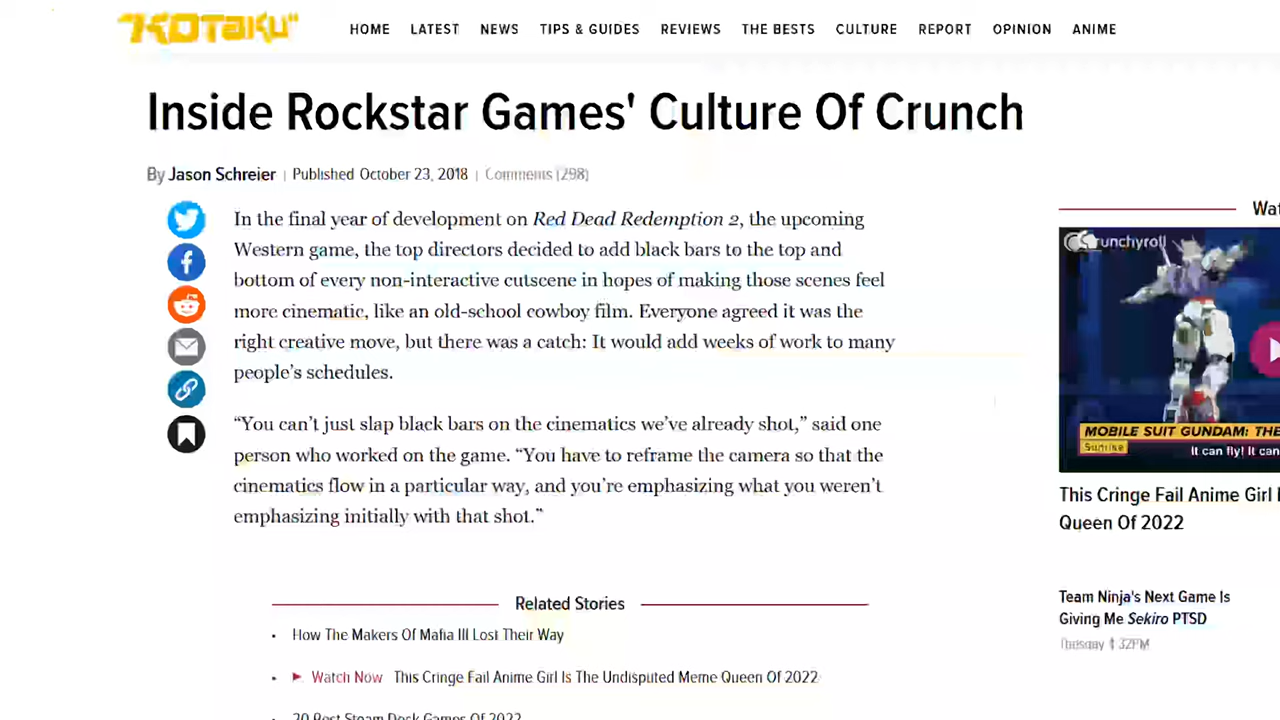 KOTaKU
HOME LATEST NEWS TIPS & GUIDES REVIEWS THE BESTS CULTURE REPORT OPINION ANIME
Inside Rockstar Games' Culture Of Crunch
By Jason Schreier | Published October 23, 2018 | Comments (298)
In the final year of development on Red Dead Redemption 2, the upcoming
Western game, the top directors decided to add black bars to the top and
bottom of every non-interactive cutscene in hopes of making those scenes feel
more cinematic, like an old-school cowboy film. Everyone agreed it was the
right creative move, but there was a catch: It would add weeks of work to many
people's schedules.
“You can't just slap black bars on the cinematics we've already shot,” said one
person who worked on the game. “You have to reframe the camera so that the
cinematics flow in a particular way, and you're emphasizing what you weren't
emphasizing initially with that shot.”
Related Stories
• How The Makers Of Mafia III Lost Their Way
• Watch Now This Cringe Fail Anime Girl Is The Undisputed Meme Queen Of 2022
20 Best Steam Deck Games Of 2022
Wat
crunchyroll
MOBILE SUIT GUNDAM: THE
Sunrise
It can fly! It can
This Cringe Fail Anime Girl I
Queen Of 2022
Team Ninja's Next Game Is
Giving Me Sekiro PTSD
Tuesday 32PM